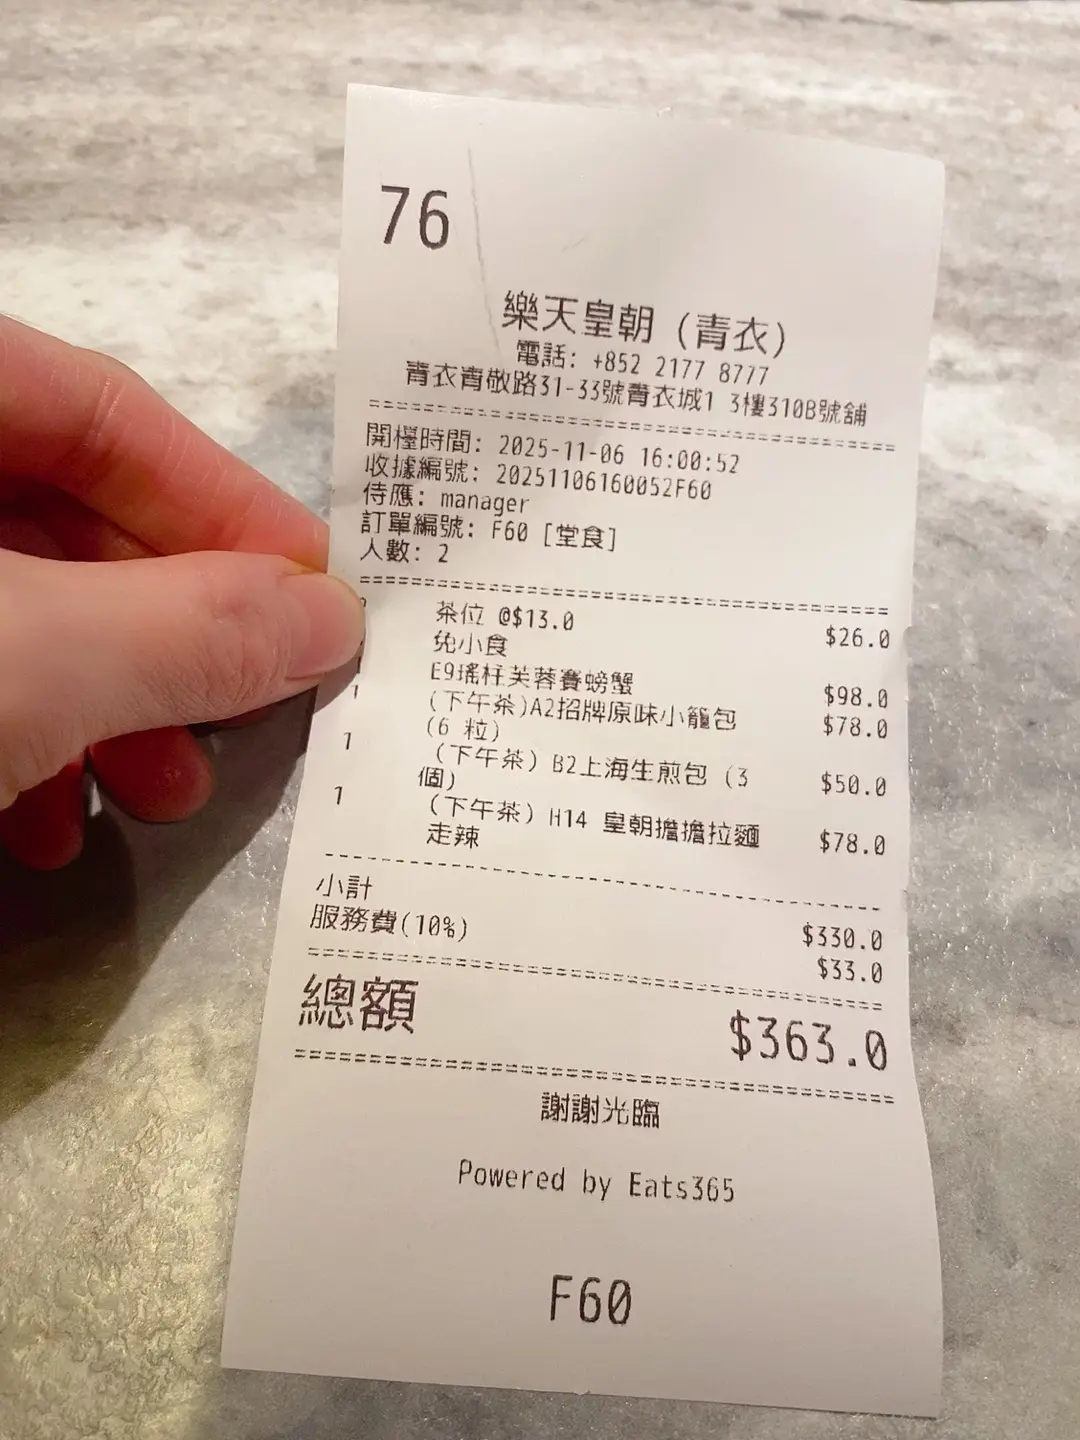 76
樂天皇朝 (青衣)
電話: +852 2177 8777
青衣青敬路31-33號青衣城1 3樓310B號舖
開檯時間: 2025-11-06 16:00:52
收據編號: 20251106160052F60
侍應: manager
訂單編號: F60 [堂食]
人數: 2
茶位 @$13.0 $26.0
免小食
E9瑤柱芙蓉賽螃蟹 $98.0
1 (下午茶)A2招牌原味小籠包 $78.0
(6 粒)
1 (下午茶) B2上海生煎包 (3 $50.0
個)
1 (下午茶) H14 皇朝擔擔拉麵 $78.0
走辣
小計 $330.0
服務費(10%) $33.0
總額 $363.0
謝謝光臨
Powered by Eats365
F60